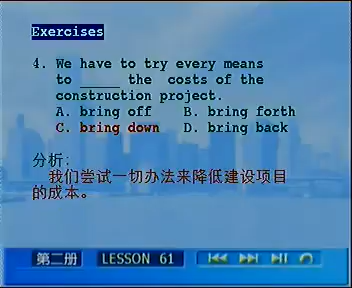 Exercises
4. We have to try every means
to _____ the costs of the
construction project.
A. bring off B. bring forth
C. bring down D. bring back
分析:
我们尝试一切办法来降低建设项目
的成本。
第二册 LESSON 61